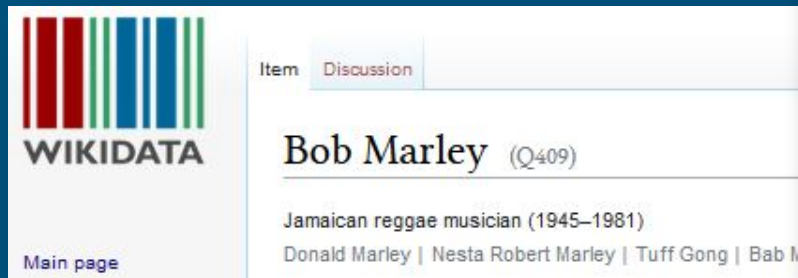 WIKIDATA
Item Discussion
Bob Marley (Q409)
Jamaican reggae musician (1945–1981)
Main page
Donald Marley | Nesta Robert Marley | Tuff Gong | Bab